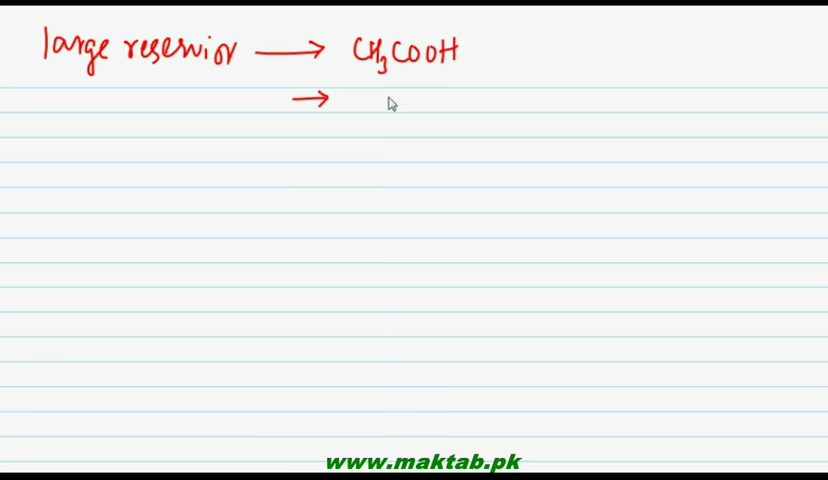 large reservior → CH₃COOH
→
www.maktab.pk